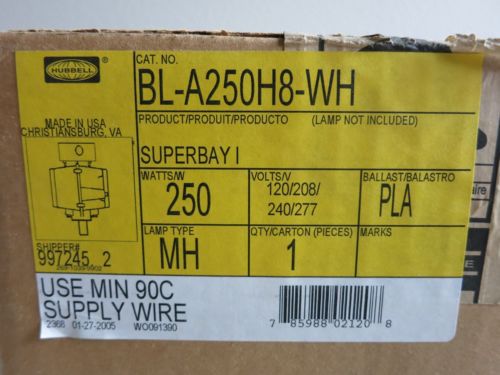 HUBBELL
CAT. NO.
BL-A250H8-WH
PRODUCT/PRODUIT/PRODUCTO (LAMP NOT INCLUDED)
MADE IN USA
CHRISTIANSBURG, VA
SUPERBAY I
WATTS/W
250
VOLTS/V
120/208/
240/277
BALLAST/BALASTRO
PLA
LAMP TYPE
MH
QTY/CARTON (PIECES)
1
MARKS
SHIPPER#
997245 2
USE MIN 90C
SUPPLY WIRE
2368 01-27-2005 WO091390
7 85988 02120 8